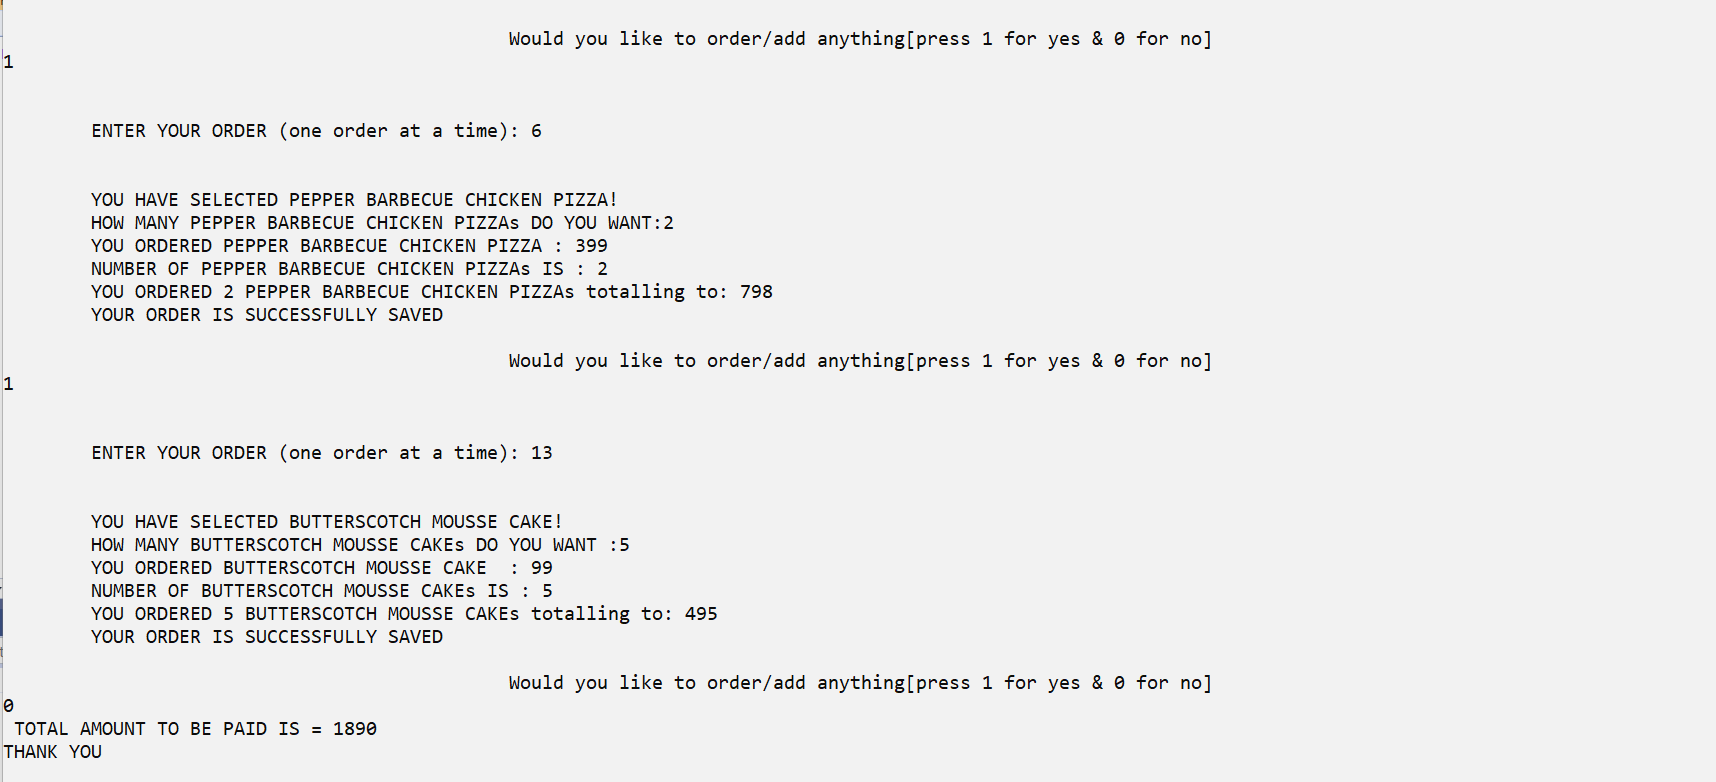 Would you like to order/add anything[press 1 for yes & 0 for no]
1
ENTER YOUR ORDER (one order at a time): 6
YOU HAVE SELECTED PEPPER BARBECUE CHICKEN PIZZA!
HOW MANY PEPPER BARBECUE CHICKEN PIZZAs DO YOU WANT:2
YOU ORDERED PEPPER BARBECUE CHICKEN PIZZA : 399
NUMBER OF PEPPER BARBECUE CHICKEN PIZZAs IS : 2
YOU ORDERED 2 PEPPER BARBECUE CHICKEN PIZZAs totalling to: 798
YOUR ORDER IS SUCCESSFULLY SAVED
Would you like to order/add anything[press 1 for yes & 0 for no]
1
ENTER YOUR ORDER (one order at a time): 13
YOU HAVE SELECTED BUTTERSCOTCH MOUSSE CAKE!
HOW MANY BUTTERSCOTCH MOUSSE CAKEs DO YOU WANT :5
YOU ORDERED BUTTERSCOTCH MOUSSE CAKE  : 99
NUMBER OF BUTTERSCOTCH MOUSSE CAKEs IS : 5
YOU ORDERED 5 BUTTERSCOTCH MOUSSE CAKEs totalling to: 495
YOUR ORDER IS SUCCESSFULLY SAVED
Would you like to order/add anything[press 1 for yes & 0 for no]
0
TOTAL AMOUNT TO BE PAID IS = 1890
THANK YOU